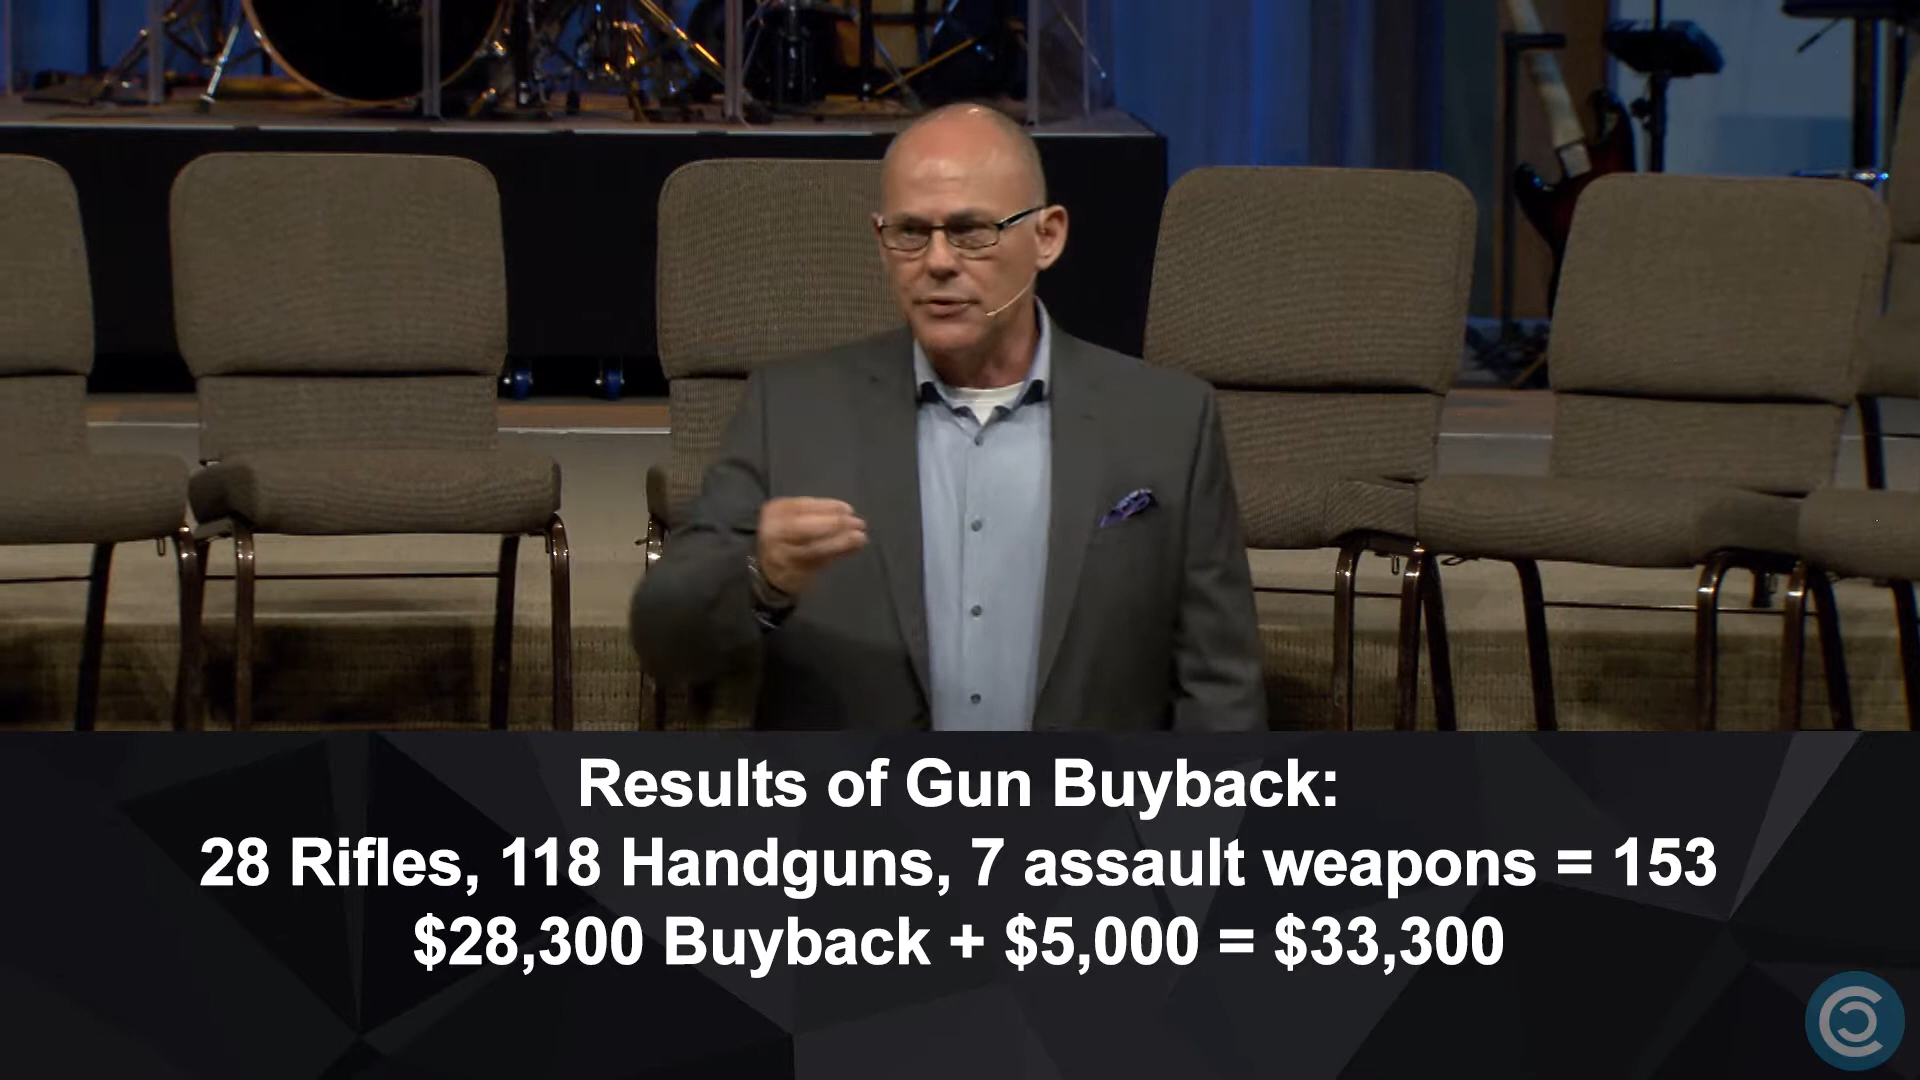 Results of Gun Buyback:
28 Rifles, 118 Handguns, 7 assault weapons = 153
$28,300 Buyback + $5,000 = $33,300